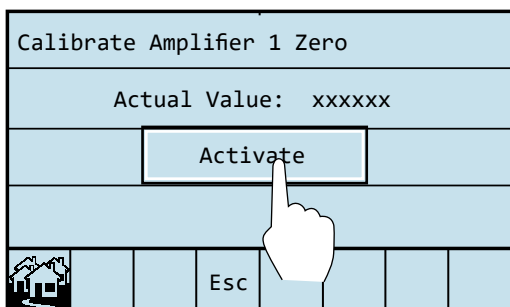 Calibrate Amplifier 1 Zero
Actual Value: xxxxxx
Activate
Esc